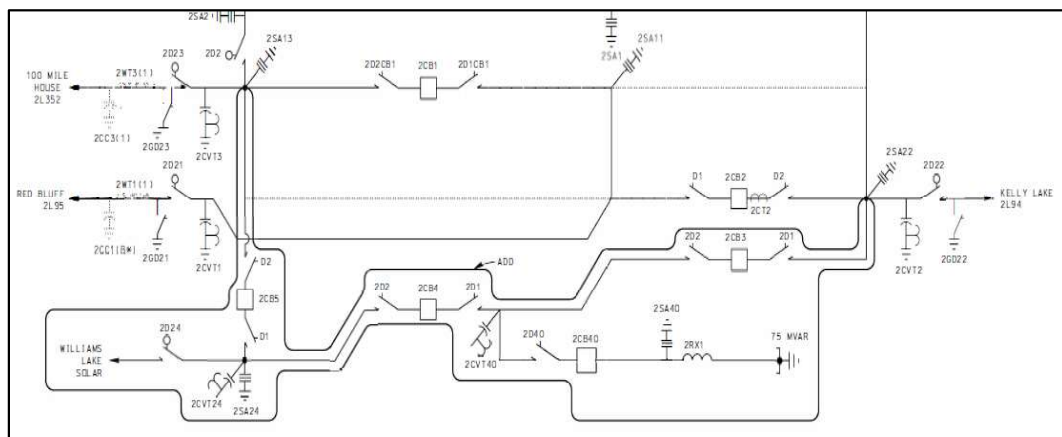 2SA2
2SA13
2SA1
2SA11
2D23
2D2
2WT3(1)
2D2CB1
2CB1
2D1CB1
100 MILE
HOUSE
2L352
2CC3(1)
2GD23
2CVT3
2SA22
2D21
2D22
2WT1(1)
D1
2CB2
D2
RED BLUFF
2L95
2CT2
KELLY LAKE
2L94
2CC1(B*)
2GD21
2CVT1
2D2
2CB3
2D1
2CVT2
2GD22
D2
ADD
2CB5
2D2
2CB4
2D1
D1
2D24
2D40
2CB40
2SA40
2RX1
75 MVAR
WILLIAMS
LAKE
SOLAR
2CVT40
2CVT24
2SA24